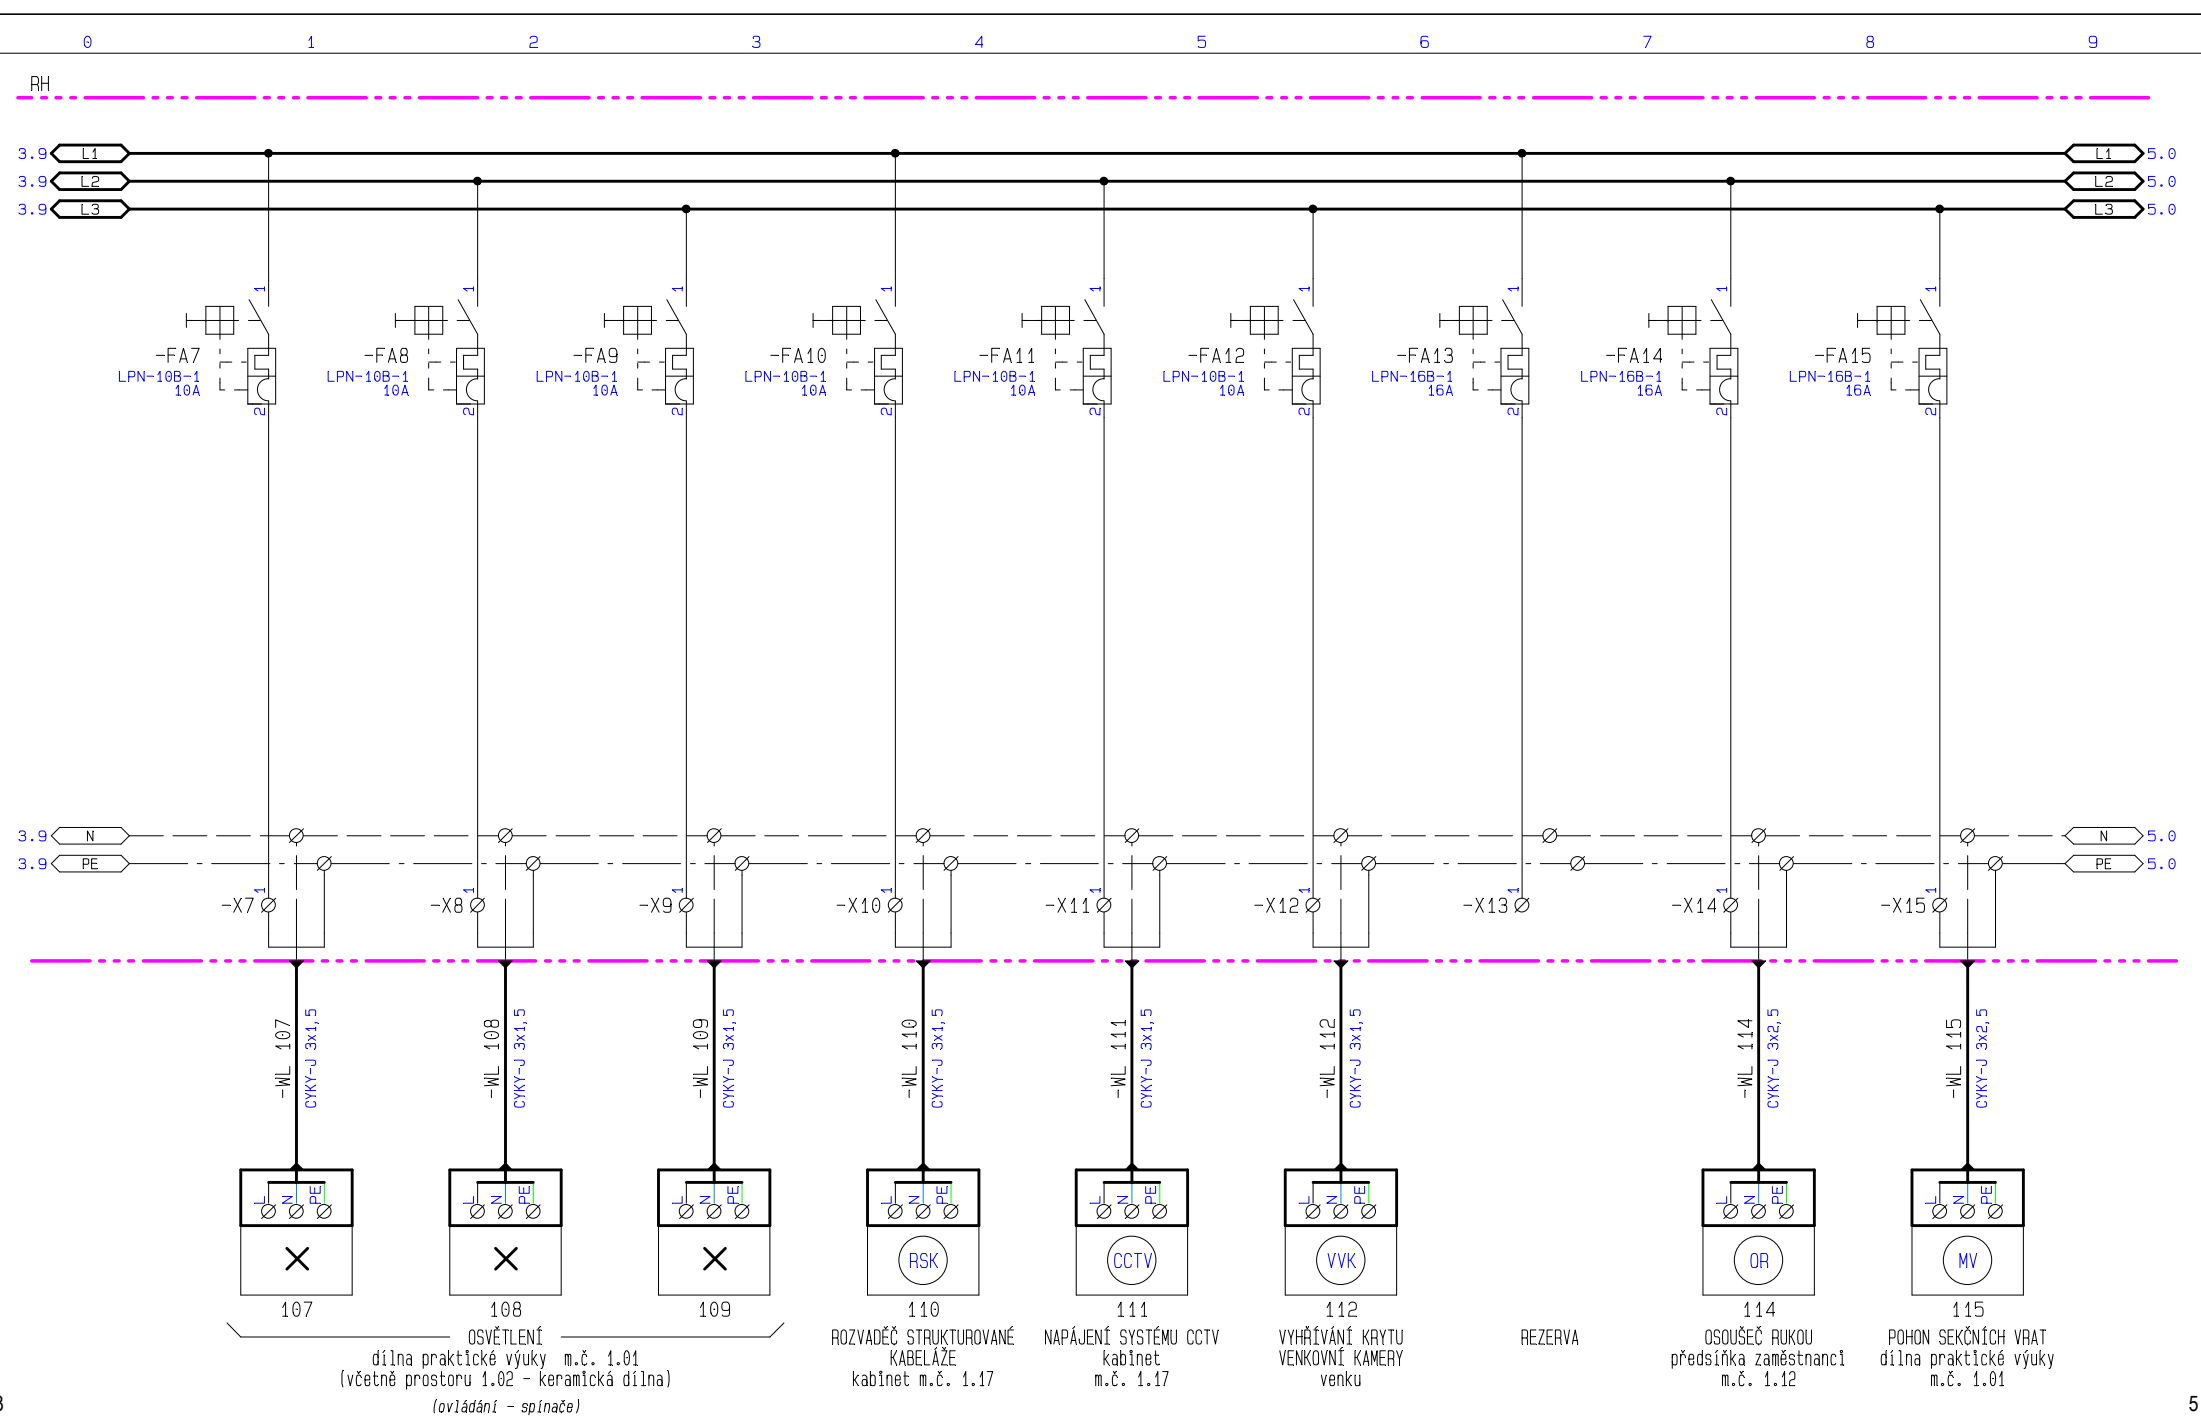 0 1 2 3 4 5 6 7 8 9
RH
3.9 L1 L1 5.0
3.9 L2 L2 5.0
3.9 L3 L3 5.0
1 1 1 1 1 1 1 1 1
-FA7 -FA8 -FA9 -FA10 -FA11 -FA12 -FA13 -FA14 -FA15
LPN-10B-1 LPN-10B-1 LPN-10B-1 LPN-10B-1 LPN-10B-1 LPN-10B-1 LPN-16B-1 LPN-16B-1 LPN-16B-1
10A 10A 10A 10A 10A 10A 16A 16A 16A
2 2 2 2 2 2 2 2 2
3.9 N N 5.0
3.9 PE PE 5.0
1 1 1 1 1 1 1 1 1
-X7 -X8 -X9 -X10 -X11 -X12 -X13 -X14 -X15
-WL 107 CYKY-J 3x1,5
-WL 108 CYKY-J 3x1,5
-WL 109 CYKY-J 3x1,5
-WL 110 CYKY-J 3x1,5
-WL 111 CYKY-J 3x1,5
-WL 112 CYKY-J 3x1,5
-WL 114 CYKY-J 3x2,5
-WL 115 CYKY-J 3x2,5
L N PE L N PE L N PE L N PE L N PE L N PE L N PE L N PE
RSK CCTV VVK OR MV
107 108 109 110 111 112 114 115
OSVĚTLENÍ
dílna praktické výuky m.č. 1.01
(včetně prostoru 1.02 - keramická dílna)
(ovládání - spínače)
ROZVADĚČ STRUKTUROVANÉ
KABELÁŽE
kabinet m.č. 1.17
NAPÁJENÍ SYSTÉMU CCTV
kabinet
m.č. 1.17
VYHŘÍVÁNÍ KRYTU
VENKOVNÍ KAMERY
venku
REZERVA
OSOUŠEČ RUKOU
předsíňka zaměstnanci
m.č. 1.12
POHON SEKČNÍCH VRAT
dílna praktické výuky
m.č. 1.01
5